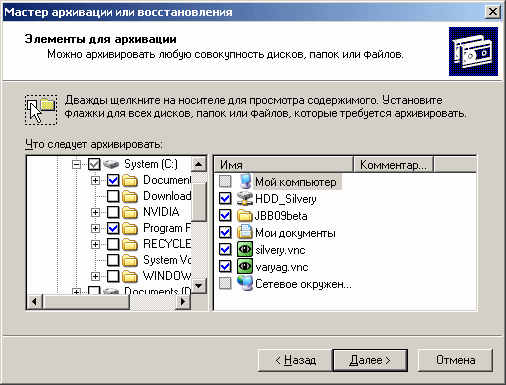 Мастер архивации или восстановления
Элементы для архивации
Можно архивировать любую совокупность дисков, папок или файлов.
Дважды щелкните на носителе для просмотра содержимого. Установите
флажки для всех дисков, папок или файлов, которые требуется архивировать.
Что следует архивировать:
System (C:)
Document
Download
NVIDIA
Program F
RECYCLE
System Vo
WINDOW
Documents (D
Имя
Комментар...
Мой компьютер
HDD_Silvery
JBB09beta
Мои документы
silvery.vnc
varyag.vnc
Сетевое окружен...
< Назад
Далее >
Отмена